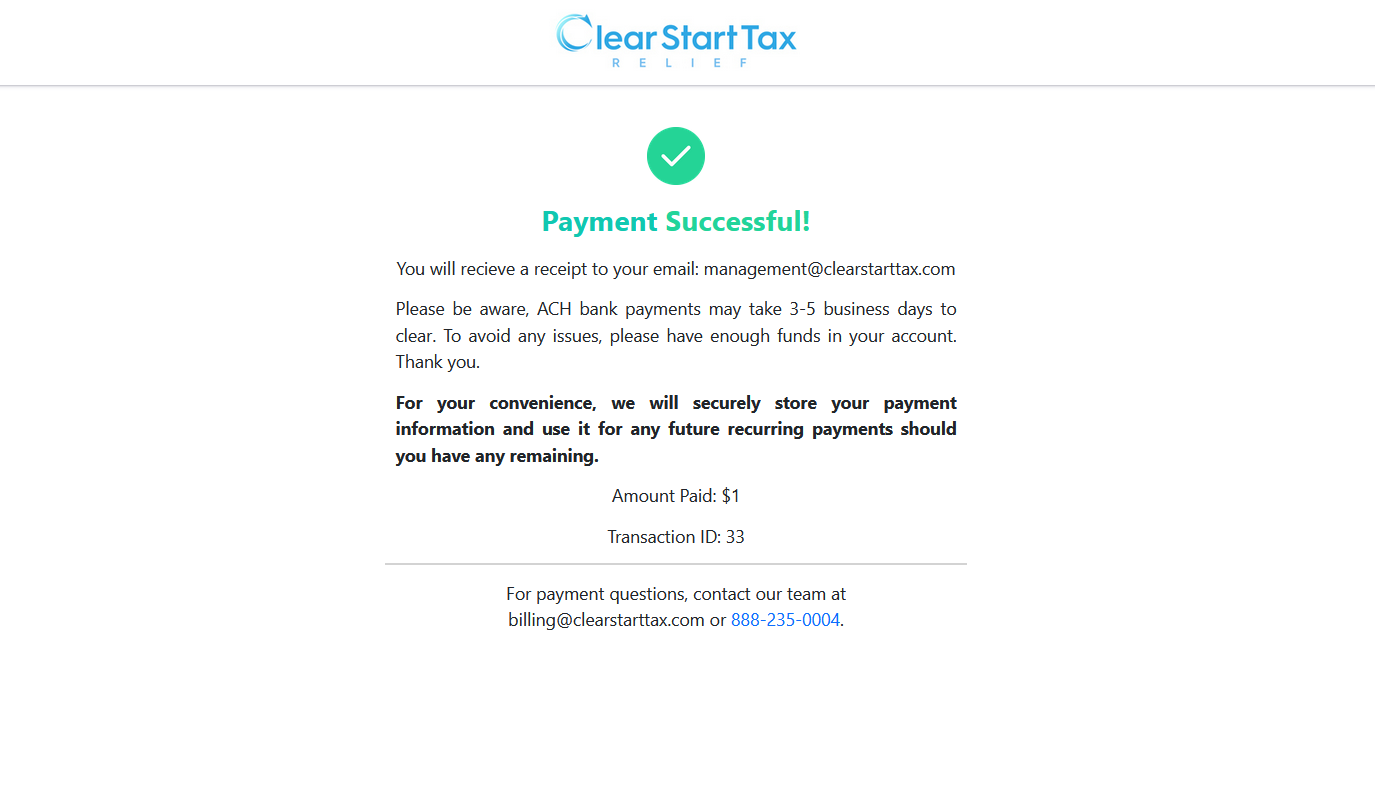 Clear Start Tax
RELIEF
Payment Successful!
You will recieve a receipt to your email: management@clearstarttax.com
Please be aware, ACH bank payments may take 3-5 business days to
clear. To avoid any issues, please have enough funds in your account.
Thank you.
For your convenience, we will securely store your payment
information and use it for any future recurring payments should
you have any remaining.
Amount Paid: $1
Transaction ID: 33
For payment questions, contact our team at
billing@clearstarttax.com or 888-235-0004.